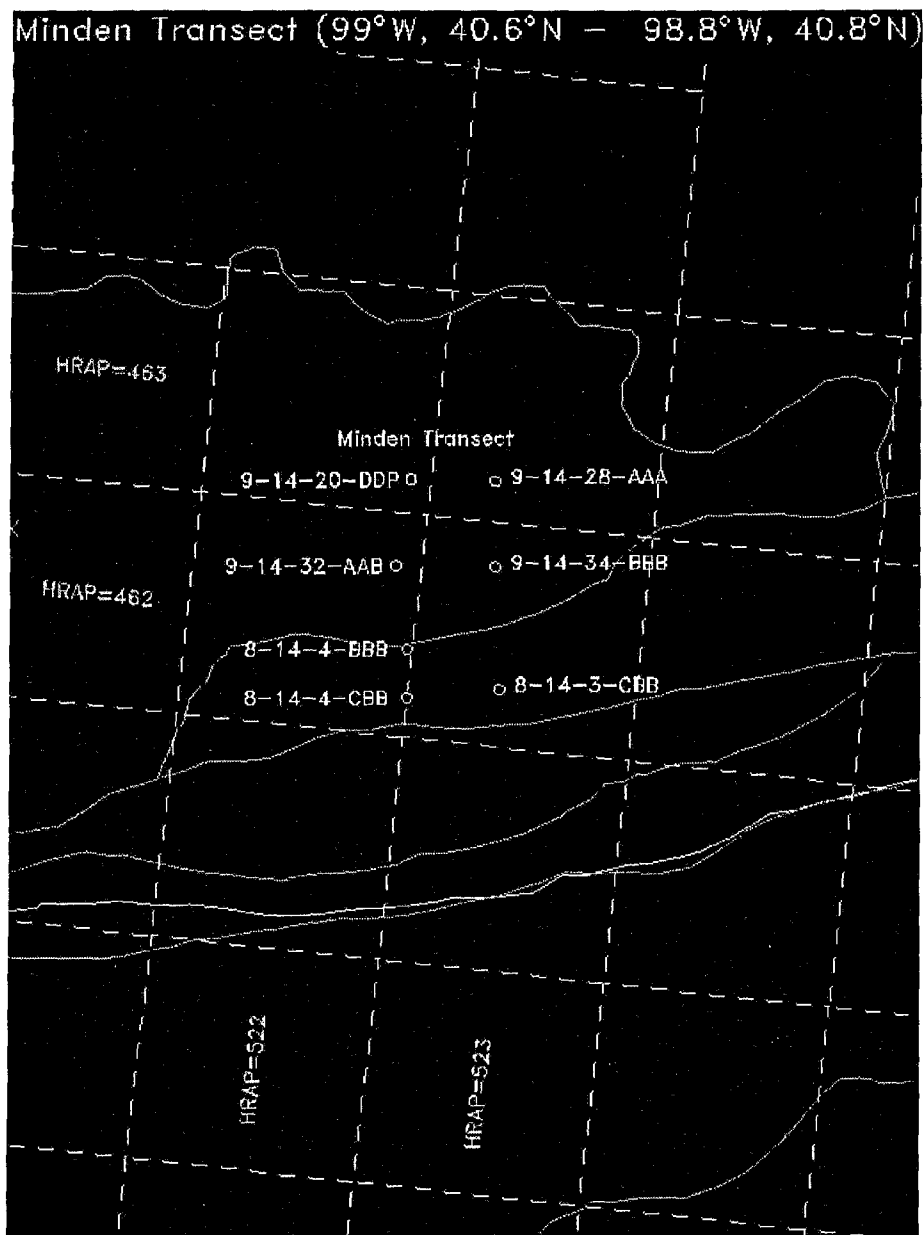 Minden Transect (99°W, 40.6°N – 98.8°W, 40.8°N)
HRAP=463
Minden Transect
9-14-20-DDP
9-14-28-AAA
9-14-32-AAB
9-14-34-BBB
HRAP=462
8-14-4-BBB
8-14-4-CBB
8-14-3-CBB
HRAP=522
HRAP=523